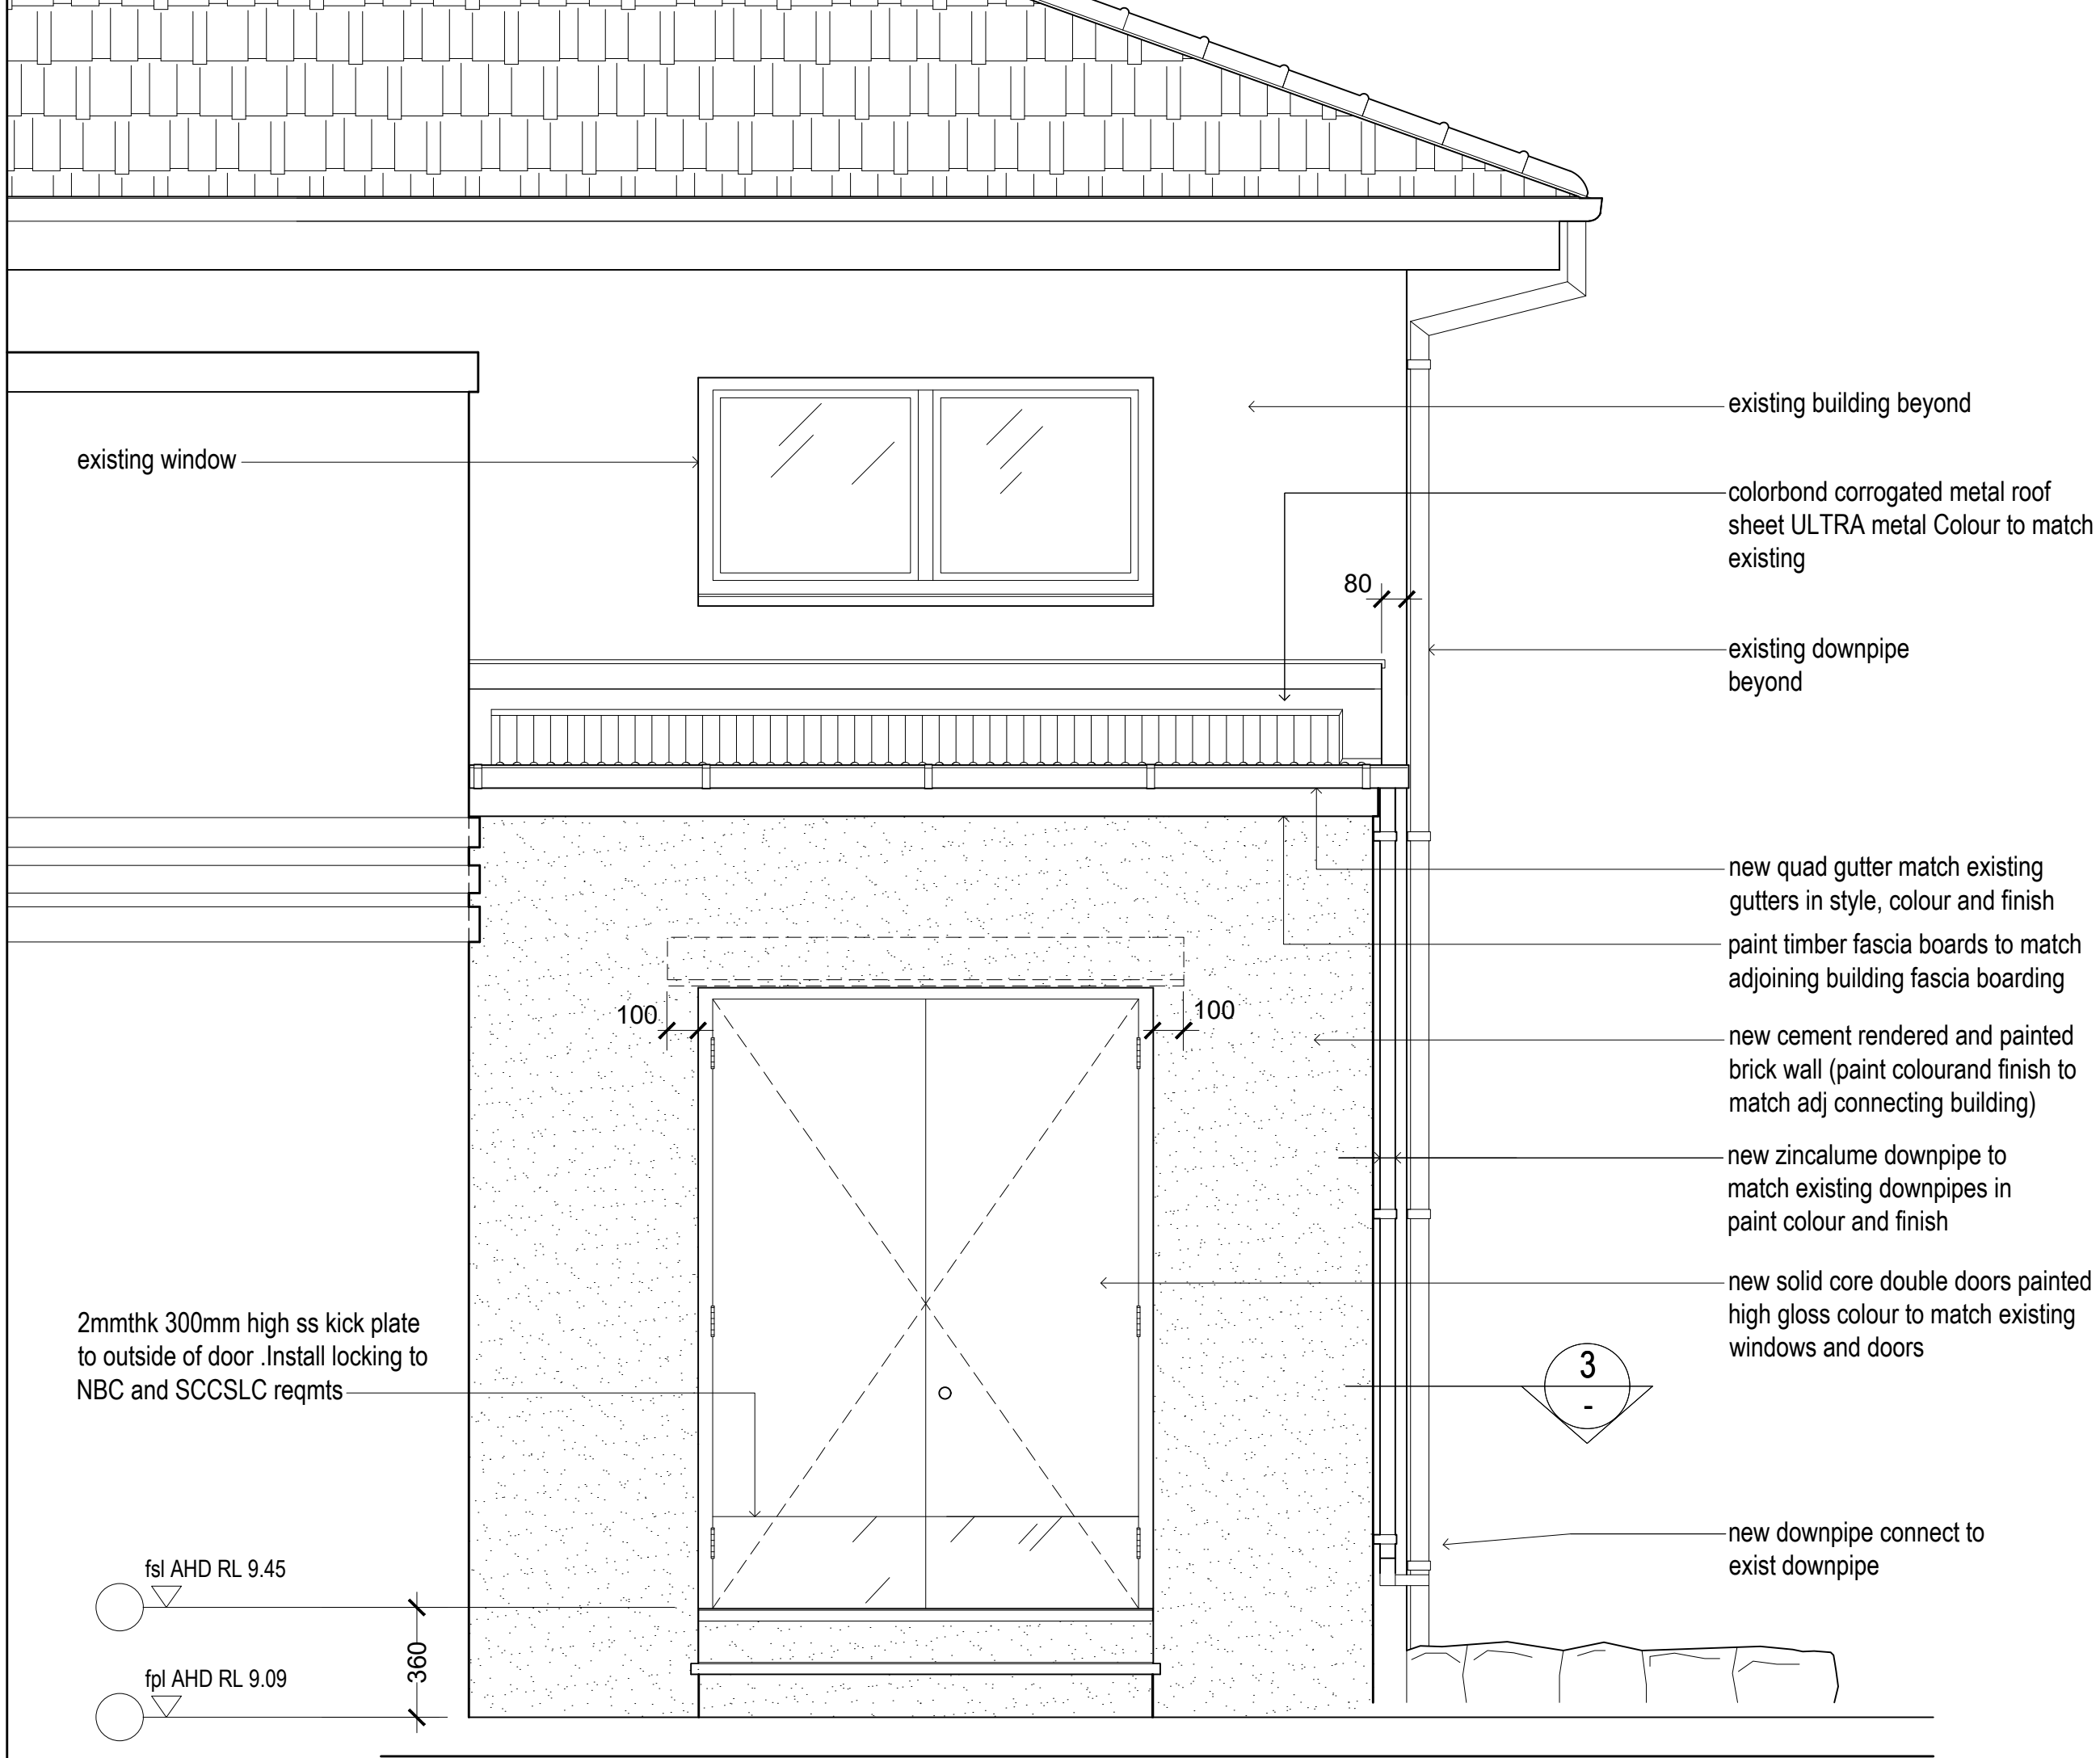 existing window
existing building beyond
colorbond corrogated metal roof
sheet ULTRA metal Colour to match
existing
80
existing downpipe
beyond
new quad gutter match existing
gutters in style, colour and finish
paint timber fascia boards to match
adjoining building fascia boarding
100
100
new cement rendered and painted
brick wall (paint colourand finish to
match adj connecting building)
new zincalume downpipe to
match existing downpipes in
paint colour and finish
new solid core double doors painted
high gloss colour to match existing
windows and doors
2mmthk 300mm high ss kick plate
to outside of door .Install locking to
NBC and SCCSLC reqmts
3
-
new downpipe connect to
exist downpipe
fsl AHD RL 9.45
360
fpl AHD RL 9.09